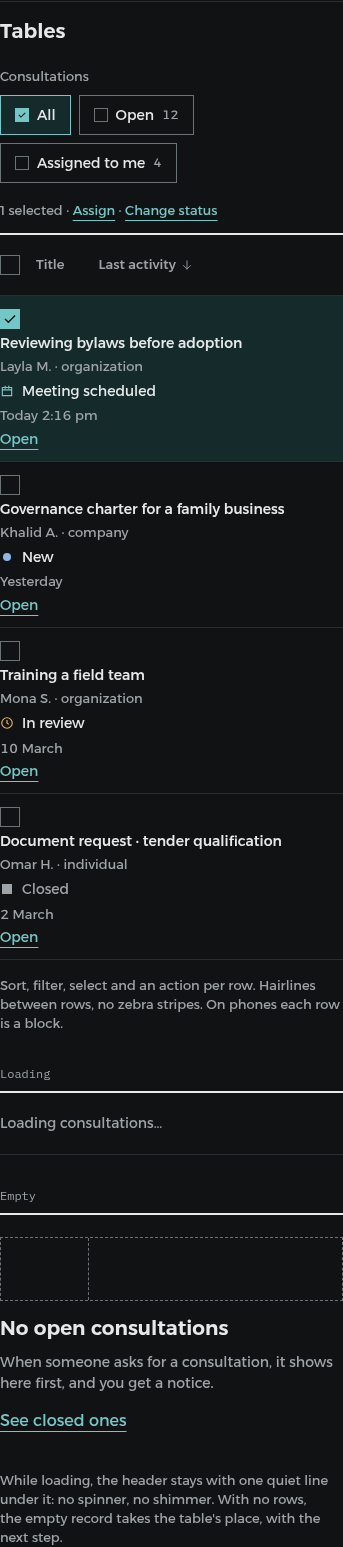 Tables
Consultations
All
Open 12
Assigned to me 4
1 selected · Assign · Change status
Title Last activity ↓
Reviewing bylaws before adoption
Layla M. · organization
Meeting scheduled
Today 2:16 pm
Open
Governance charter for a family business
Khalid A. · company
New
Yesterday
Open
Training a field team
Mona S. · organization
In review
10 March
Open
Document request · tender qualification
Omar H. · individual
Closed
2 March
Open
Sort, filter, select and an action per row. Hairlines
between rows, no zebra stripes. On phones each row
is a block.
Loading
Loading consultations…
Empty
No open consultations
When someone asks for a consultation, it shows
here first, and you get a notice.
See closed ones
While loading, the header stays with one quiet line
under it: no spinner, no shimmer. With no rows,
the empty record takes the table's place, with the
next step.